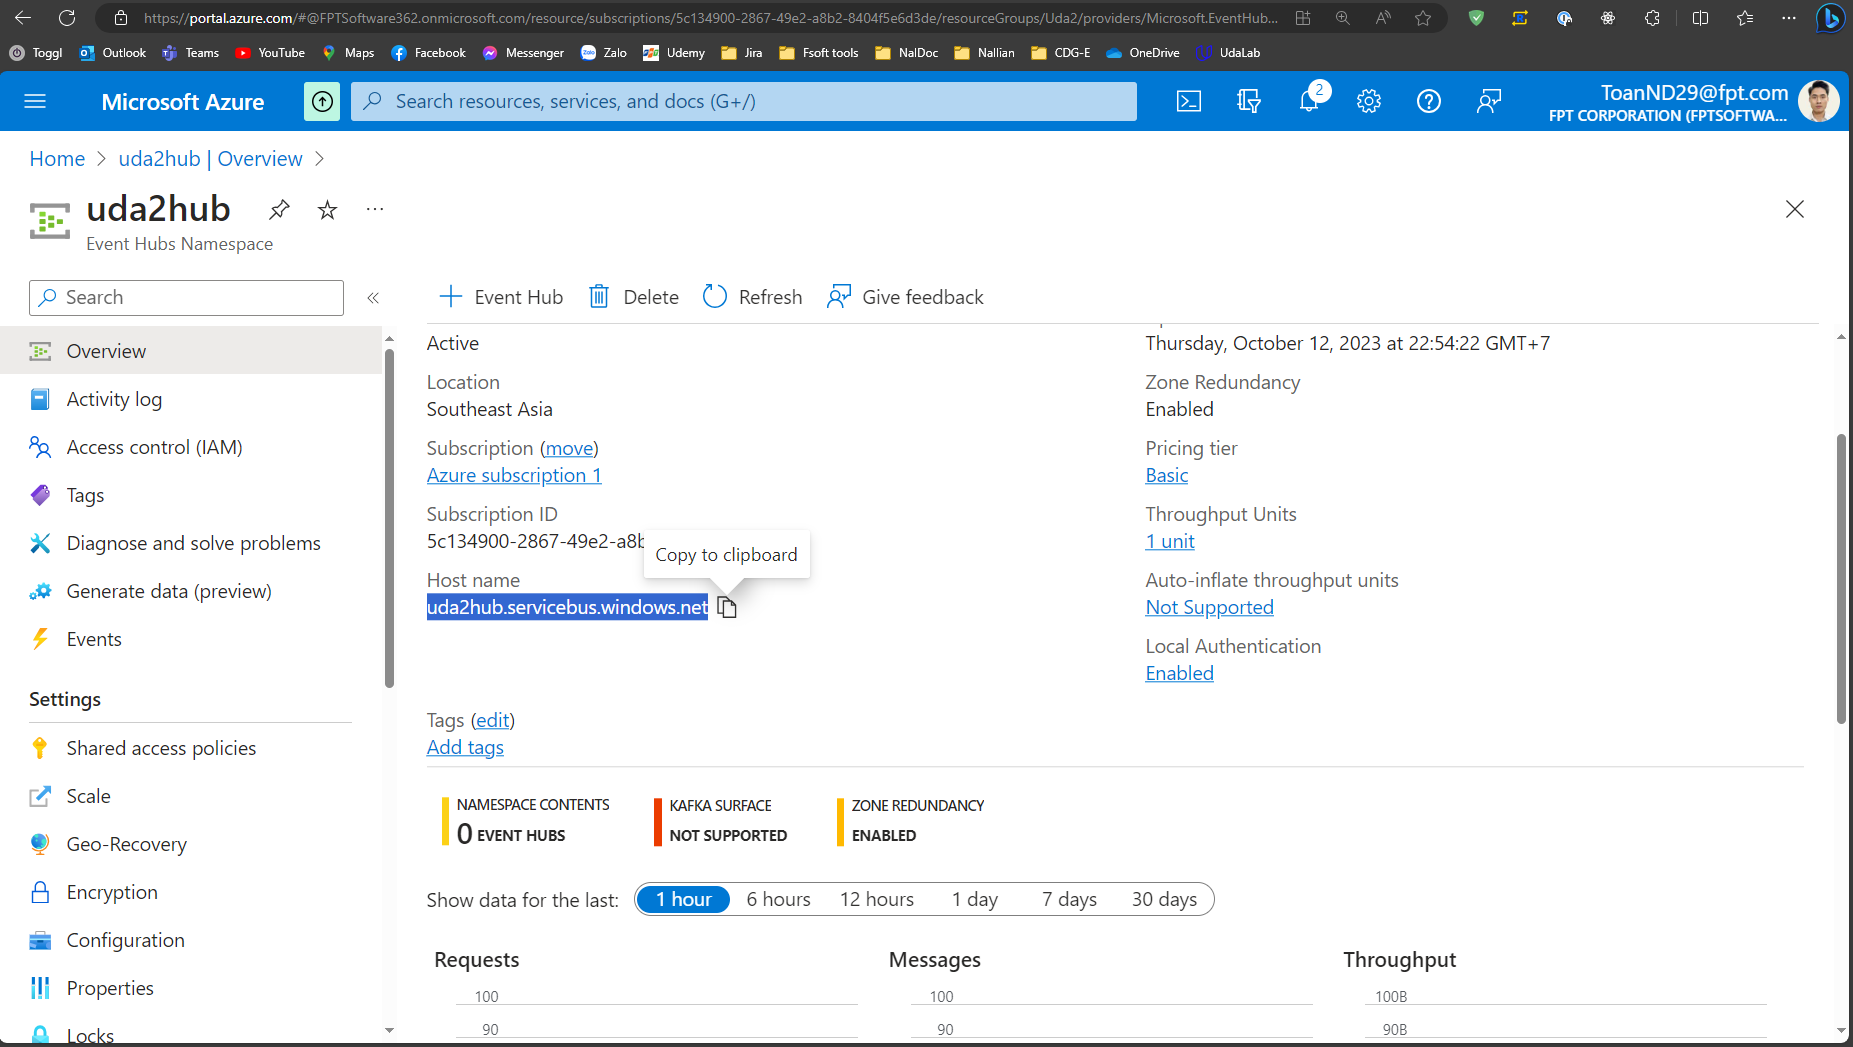 https://portal.azure.com/#@FPTSoftware362.onmicrosoft.com/resource/subscriptions/5c134900-2867-49e2-a8b2-8404f5e6d3de/resourceGroups/Uda2/providers/Microsoft.EventHub...
Toggl Outlook Teams YouTube Maps Facebook Messenger Zalo Udemy Jira Fsoft tools NalDoc Nallian CDG-E OneDrive UdaLab
Microsoft Azure
Search resources, services, and docs (G+/)
2
ToanND29@fpt.com
FPT CORPORATION (FPTSOFTWA...
Home > uda2hub | Overview >
uda2hub
...
Event Hubs Namespace
Search
«
Event Hub Delete Refresh Give feedback
Overview
Activity log
Access control (IAM)
Tags
Diagnose and solve problems
Generate data (preview)
Events
Settings
Shared access policies
Scale
Geo-Recovery
Encryption
Configuration
Properties
Locks
Active
Location
Southeast Asia
Subscription (move)
Azure subscription 1
Subscription ID
5c134900-2867-49e2-a8b
Copy to clipboard
Host name
uda2hub.servicebus.windows.net
Thursday, October 12, 2023 at 22:54:22 GMT+7
Zone Redundancy
Enabled
Pricing tier
Basic
Throughput Units
1 unit
Auto-inflate throughput units
Not Supported
Local Authentication
Enabled
Tags (edit)
Add tags
NAMESPACE CONTENTS
0 EVENT HUBS
KAFKA SURFACE
NOT SUPPORTED
ZONE REDUNDANCY
ENABLED
Show data for the last: 1 hour 6 hours 12 hours 1 day 7 days 30 days
Requests
100
90
Messages
100
90
Throughput
100B
90B